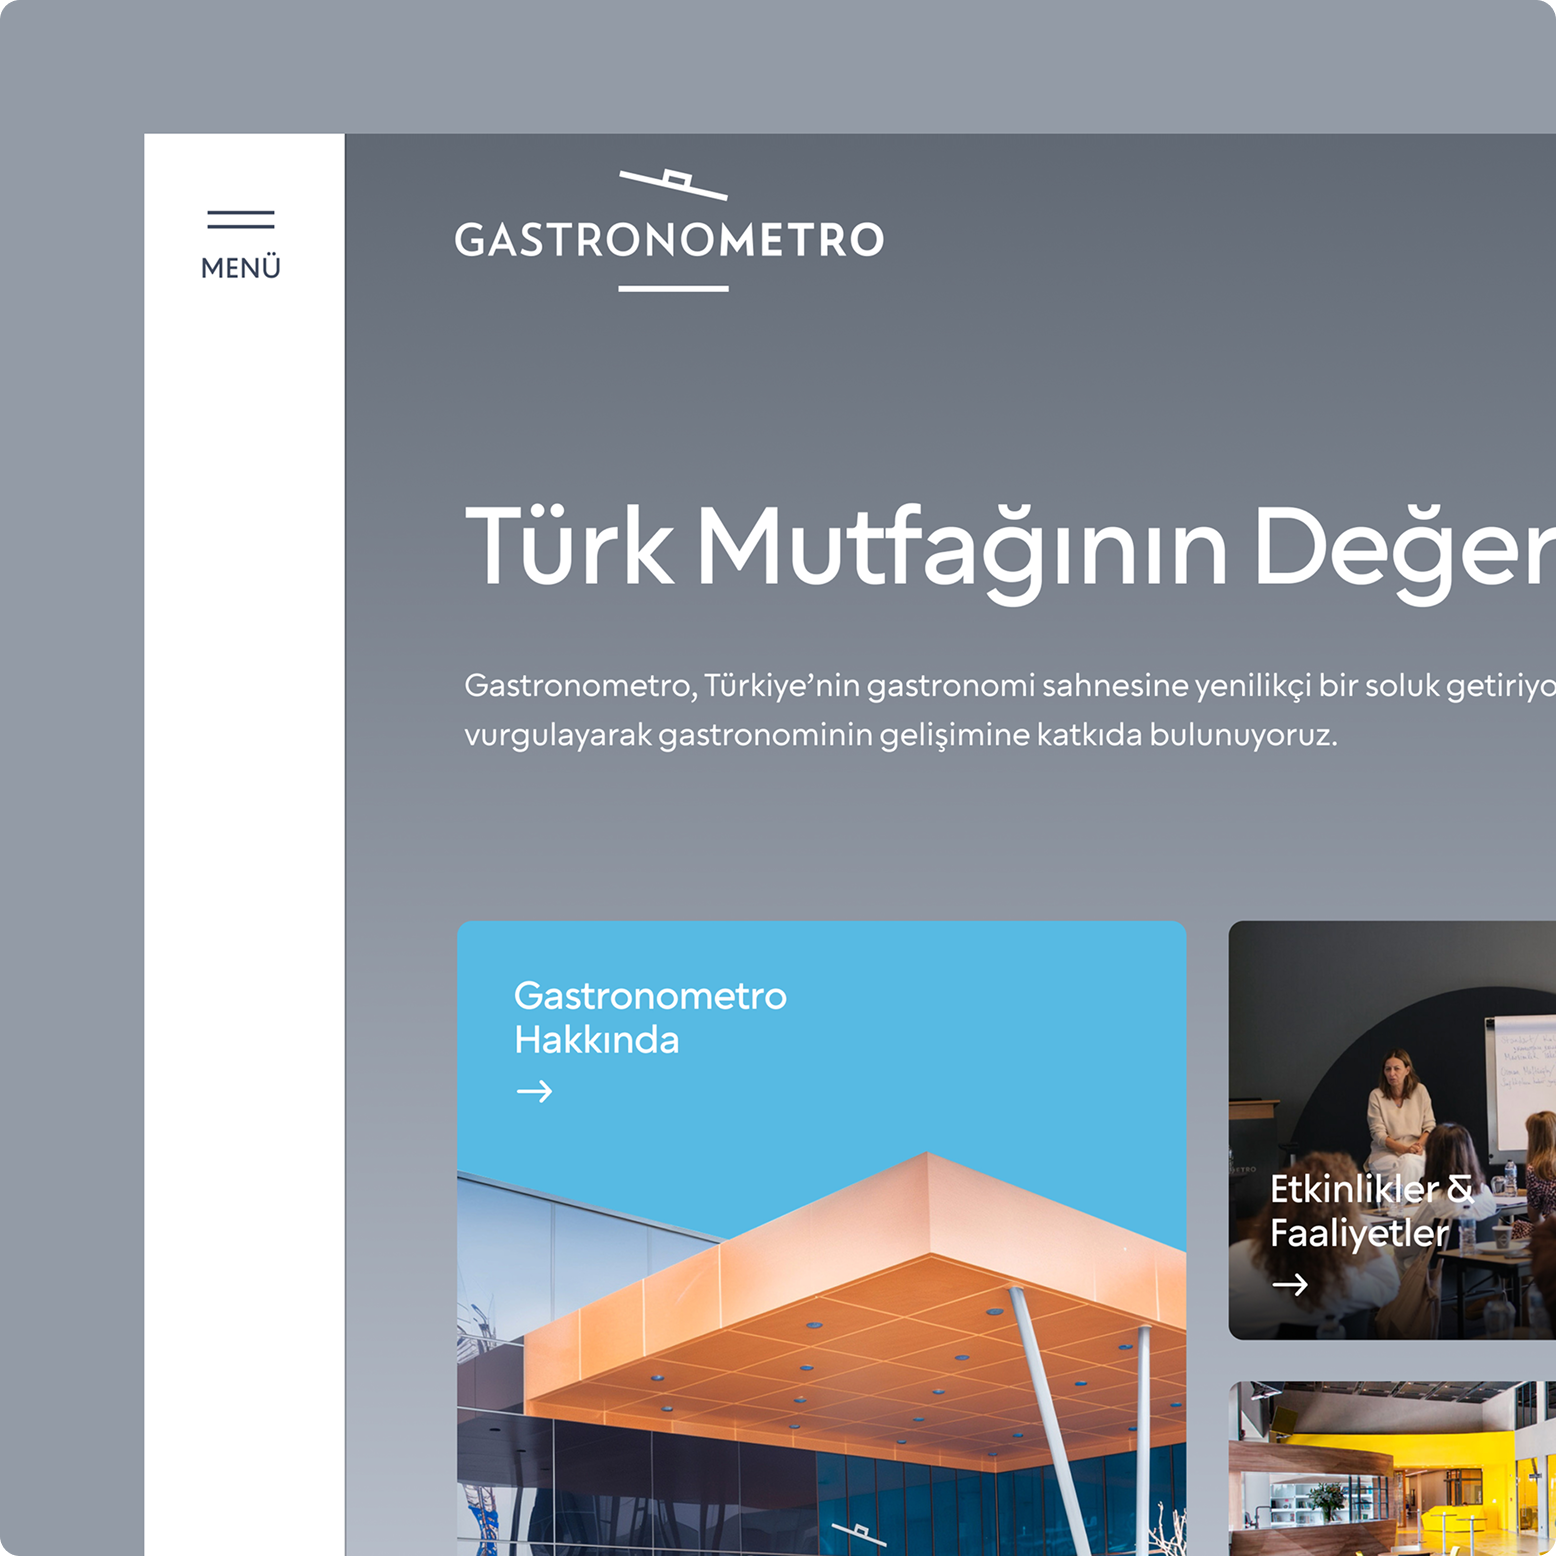 MENÜ
GASTRONOMETRO
Türk Mutfağının Değer
Gastronometro, Türkiye’nin gastronomi sahnesine yenilikçi bir soluk getiriyo
vurgulayarak gastronominin gelişimine katkıda bulunuyoruz.
Gastronometro
Hakkında
Etkinlikler &
Faaliyetler